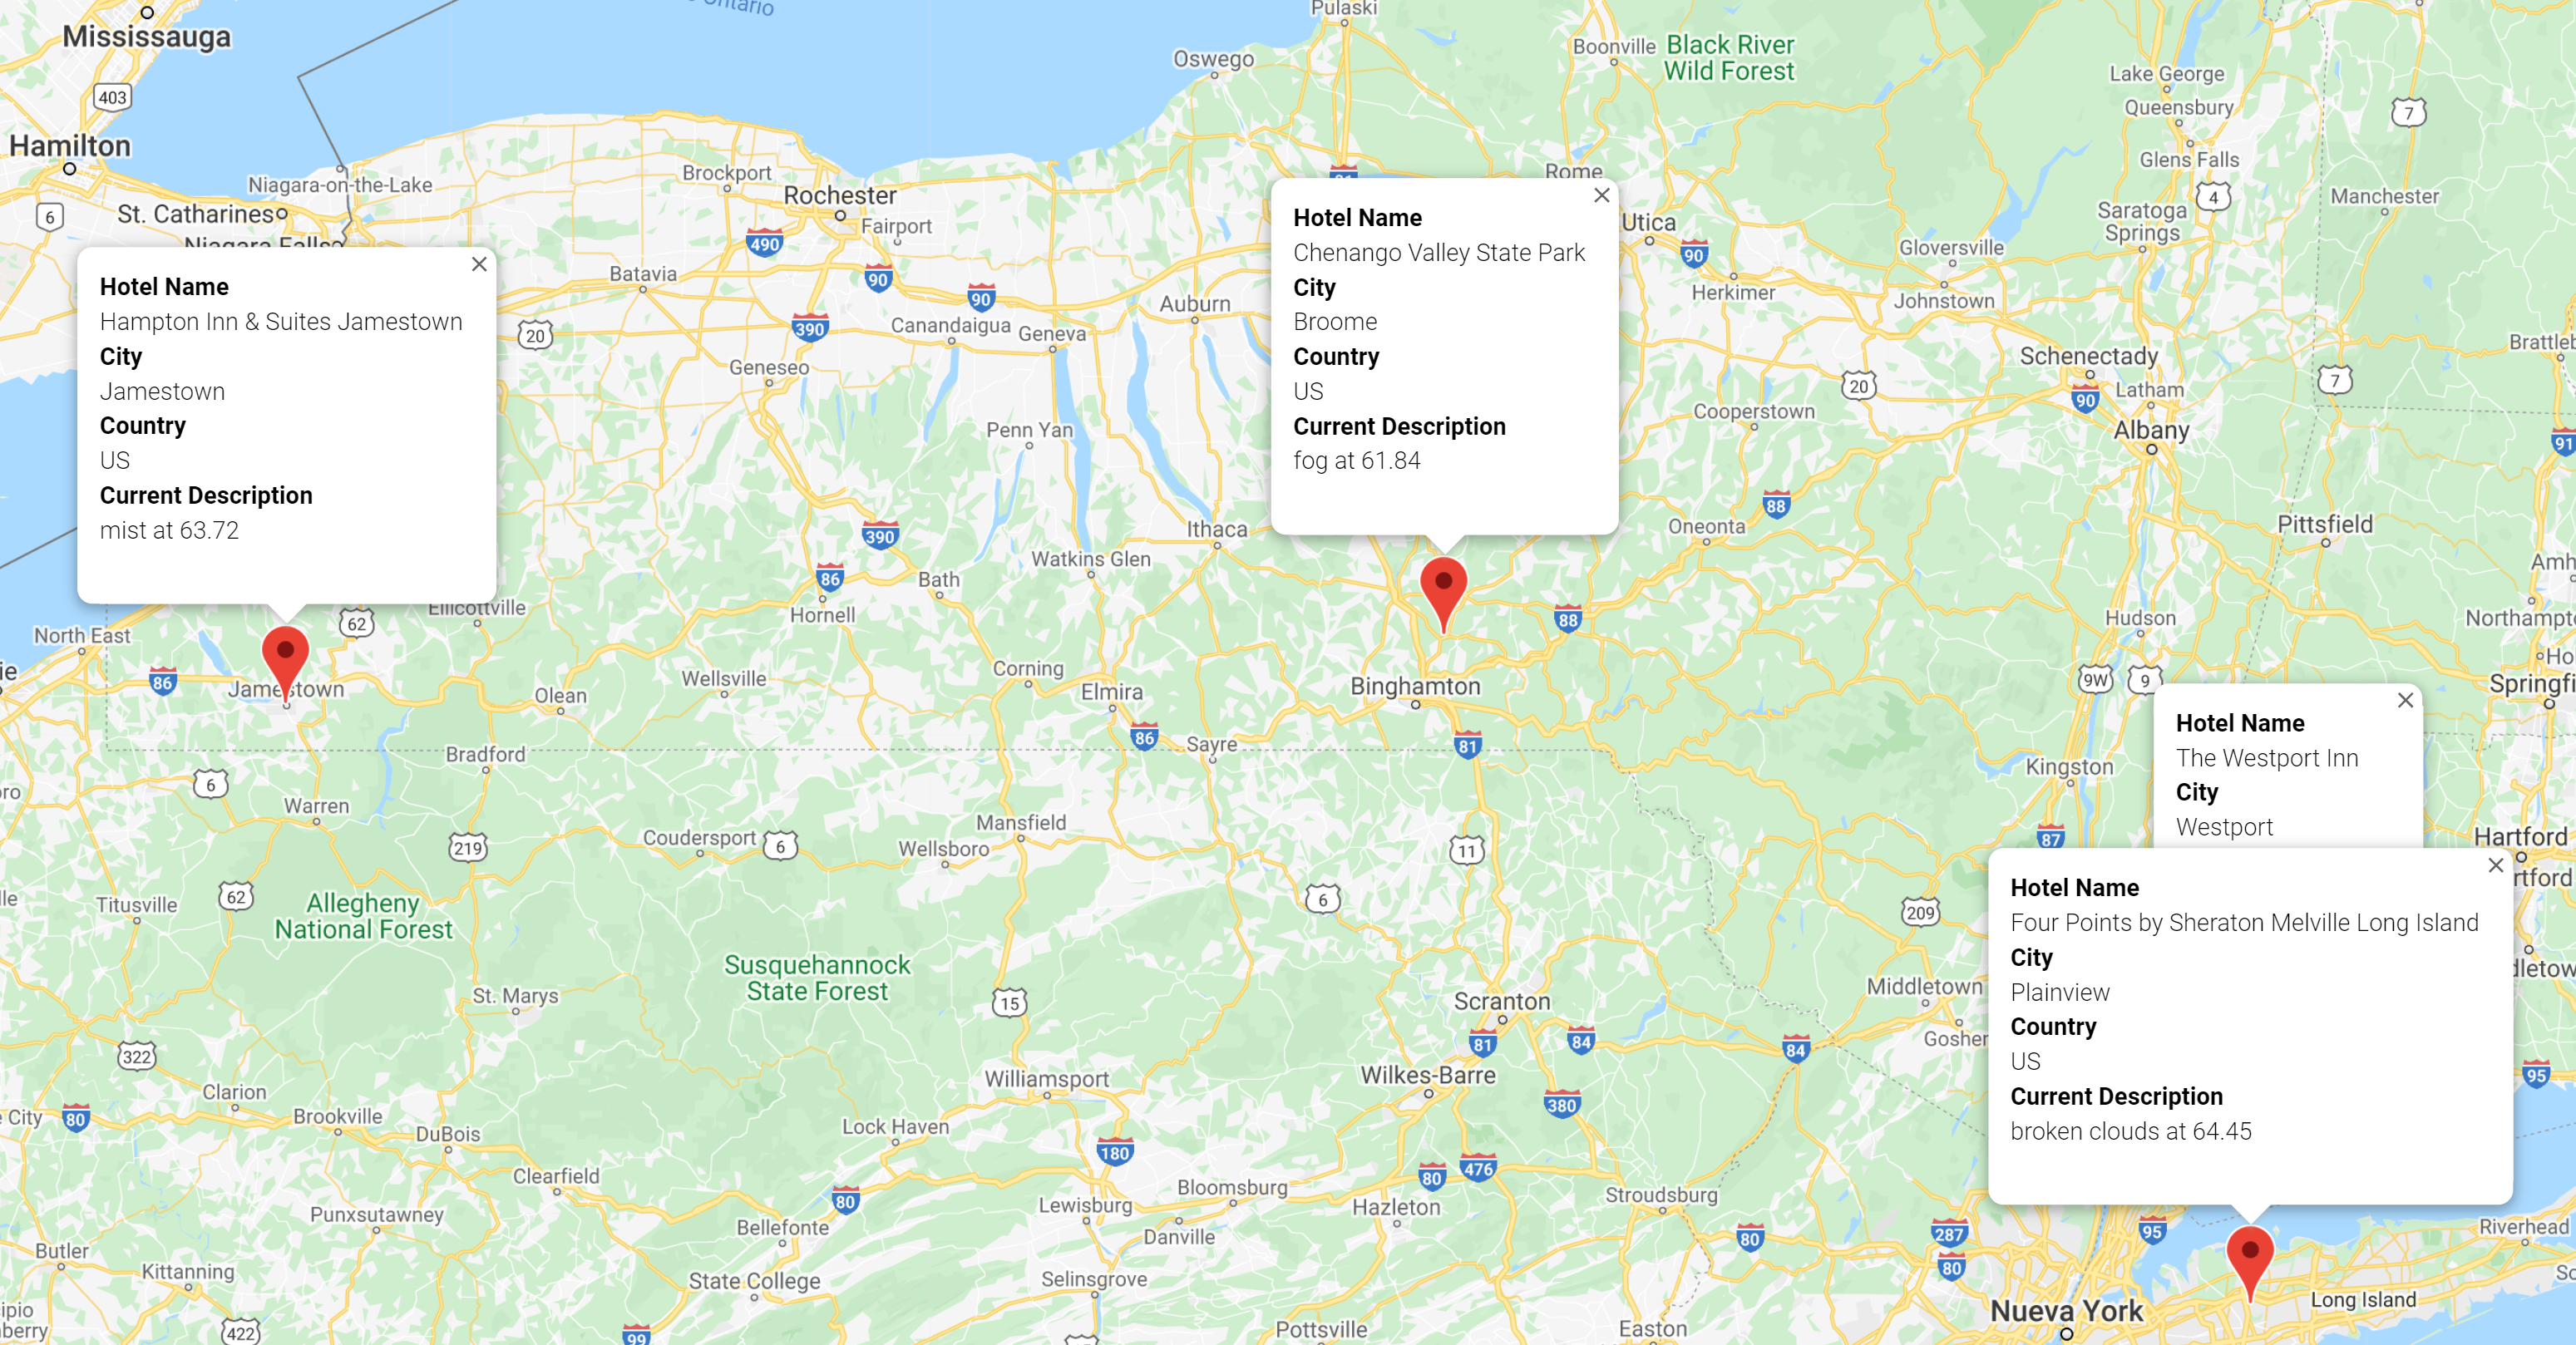 Ontario
Pulaski
Mississauga
Oswego
Boonville
Black River
Wild Forest
Lake George
Queensbury
403
7
Hamilton
Glens Falls
Niagara-on-the-Lake
Brockport
Rochester
Rome
Manchester
6
St. Catharines
Fairport
Utica
4
Saratoga
Springs
Niagara Falls
490
90
Gloversville
Batavia
90
90
Herkimer
Johnstown
Auburn
20
390
Canandaigua
Geneva
Schenectady
Geneseo
20
7
90
Latham
Cooperstown
Albany
Penn Yan
91
88
Oneonta
Pittsfield
Ithaca
390
Watkins Glen
86
Bath
Hornell
Ellicottville
62
88
Hudson
North East
86
Jamestown
Olean
Wellsville
Corning
Elmira
Binghamton
9W
9
86
Sayre
81
Bradford
6
Warren
Kingston
Coudersport
6
Mansfield
Wellsboro
219
11
87
Hartford
62
Titusville
Allegheny
National Forest
6
209
Susquehannock
State Forest
St. Marys
15
Scranton
Middletown
322
81
84
84
Clarion
Williamsport
Wilkes-Barre
95
City
80
Brookville
DuBois
Lock Haven
380
180
Clearfield
80
80
476
Bloomsburg
Stroudsburg
Punxsutawney
Lewisburg
Hazleton
Bellefonte
Danville
80
287
80
95
Riverhead
Butler
Kittanning
State College
Selinsgrove
Nueva York
Long Island
422
99
Pottsville
Easton
Hotel Name
Hampton Inn & Suites Jamestown
City
Jamestown
Country
US
Current Description
mist at 63.72
Hotel Name
Chenango Valley State Park
City
Broome
Country
US
Current Description
fog at 61.84
Hotel Name
The Westport Inn
City
Westport
Hotel Name
Four Points by Sheraton Melville Long Island
City
Plainview
Country
US
Current Description
broken clouds at 64.45